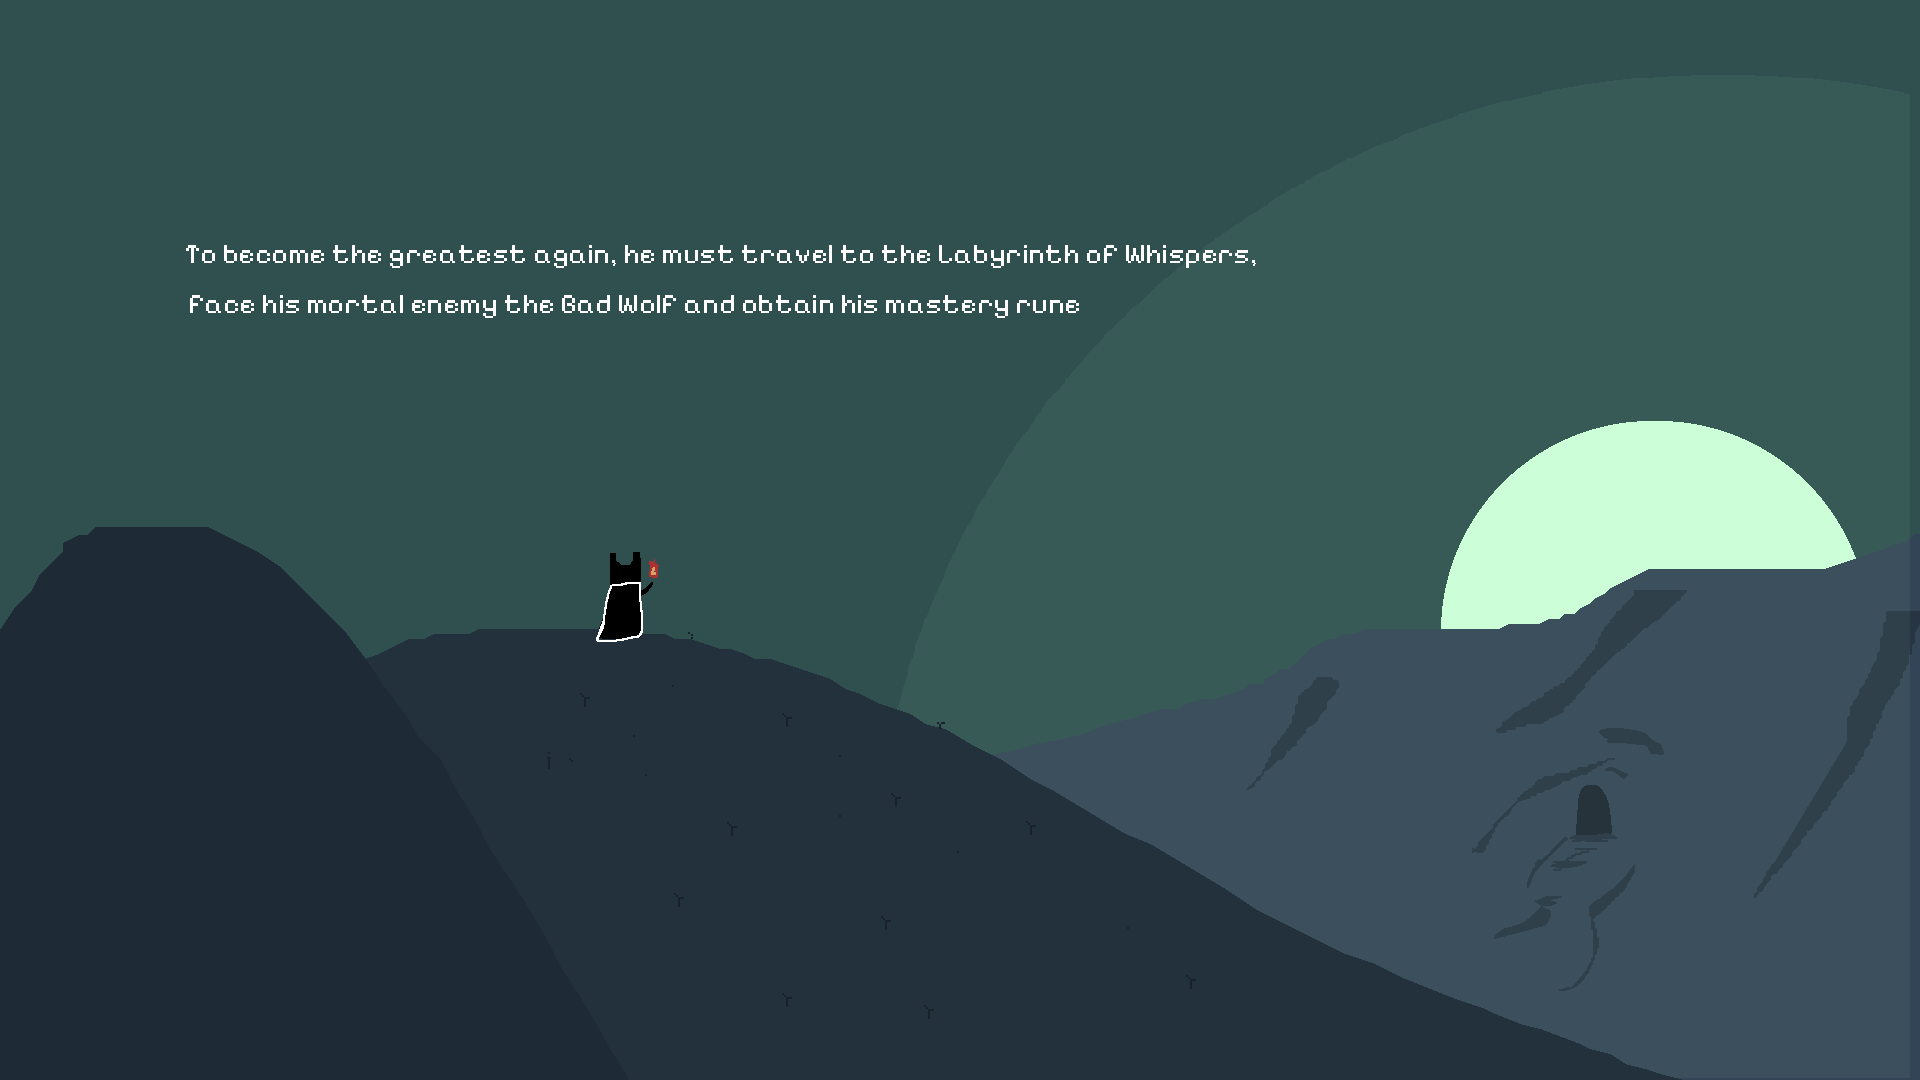 To become the greatest again, he must travel to the Labyrinth of Whispers,
face his mortal enemy the Bad Wolf and obtain his mastery rune